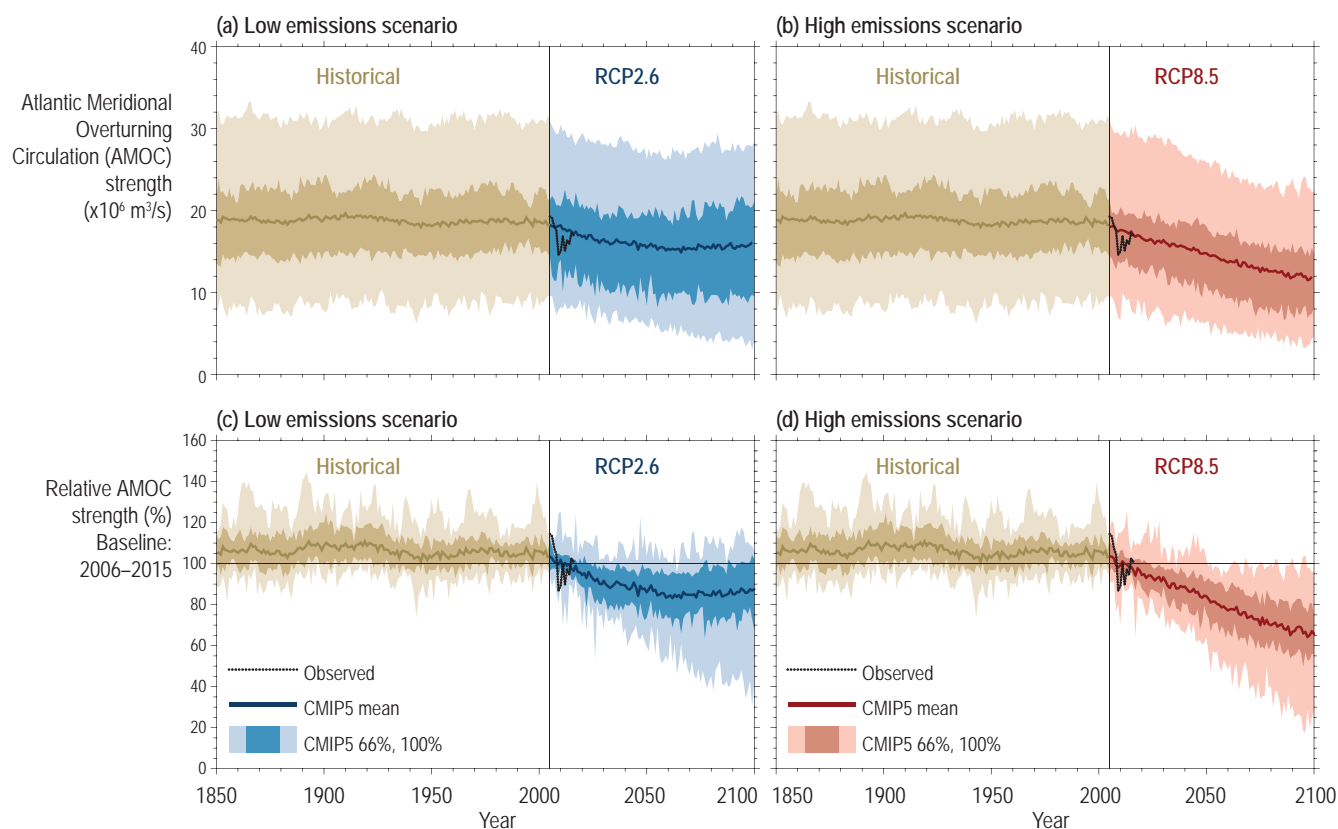 (a) Low emissions scenario
(b) High emissions scenario
40
Historical
RCP2.6
Historical
RCP8.5
Atlantic Meridional
Overturning
Circulation (AMOC)
strength
(x10⁶ m³/s)
30
20
10
0
(c) Low emissions scenario
(d) High emissions scenario
160
Historical
RCP2.6
Historical
RCP8.5
140
Relative AMOC
strength (%)
Baseline:
2006–2015
120
100
80
60
40
20
0
Observed
CMIP5 mean
CMIP5 66%, 100%
Observed
CMIP5 mean
CMIP5 66%, 100%
1850 1900 1950 2000 2050 2100
1850 1900 1950 2000 2050 2100
Year
Year